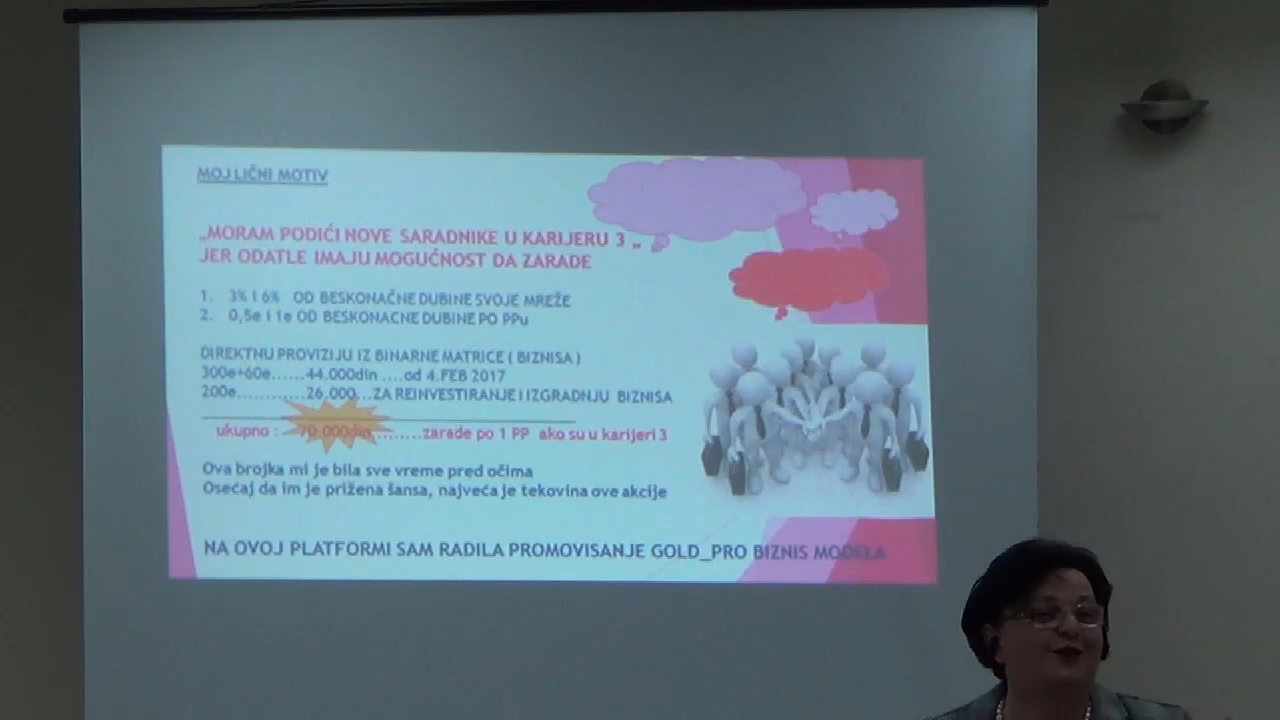 MOJ LIČNI MOTIV
„MORAM PODIĆI NOVE SARADNIKE U KARIJERU 3 „
JER ODATLE IMAJU MOGUĆNOST DA ZARADE
1. 3% I 6% OD BESKONAČNE DUBINE SVOJE MREŽE
2. 0,5e I 1e OD BESKONACNE DUBINE PO PPu
DIREKTNU PROVIZIJU IZ BINARNE MATRICE ( BIZNISA )
300e+60e......44.000din ....od 4.FEB 2017
200e............26.000...ZA REINVESTIRANJE I IZGRADNJU BIZNISA
ukupno : 70.000din.........zarade po 1 PP ako su u karijeri 3
Ova brojka mi je bila sve vreme pred očima
Osećaj da im je prižena šansa, najveća je tekovina ove akcije
NA OVOJ PLATFORMI SAM RADILA PROMOVISANJE GOLD_PRO BIZNIS MODELA